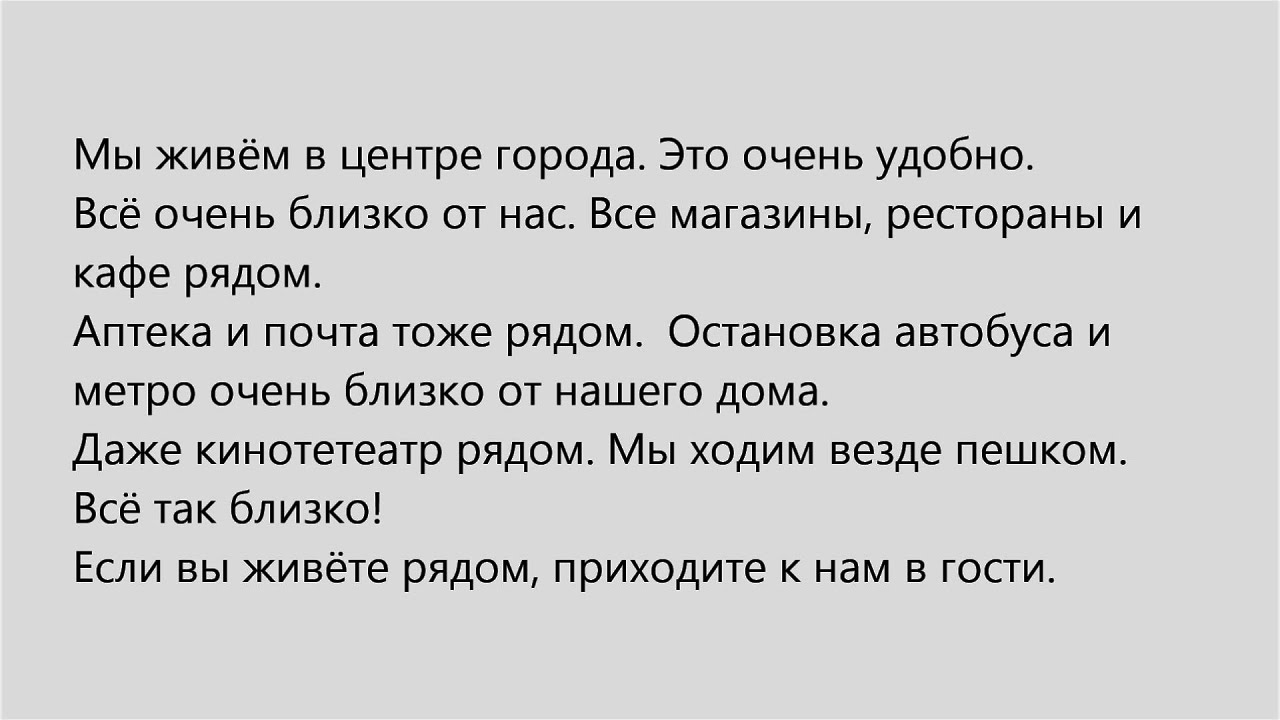 Мы живём в центре города. Это очень удобно.
Всё очень близко от нас. Все магазины, рестораны и
кафе рядом.
Аптека и почта тоже рядом.  Остановка автобуса и
метро очень близко от нашего дома.
Даже кинотетеатр рядом. Мы ходим везде пешком.
Всё так близко!
Если вы живёте рядом, приходите к нам в гости.